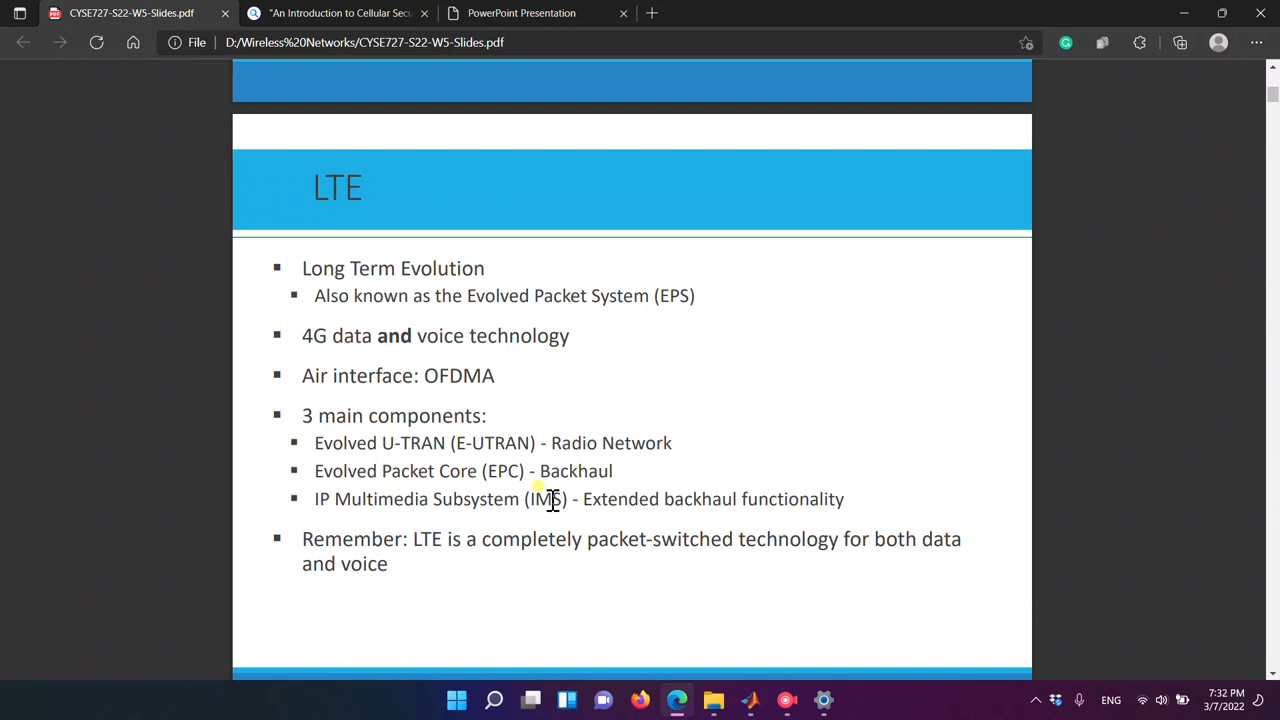 CYSE727-S22-W5-Slides.pdf
"An Introduction to Cellular Secu
PowerPoint Presentation
File
D:/Wireless%20Networks/CYSE727-S22-W5-Slides.pdf
LTE
▪ Long Term Evolution
▪ Also known as the Evolved Packet System (EPS)
▪ 4G data and voice technology
▪ Air interface: OFDMA
▪ 3 main components:
▪ Evolved U-TRAN (E-UTRAN) - Radio Network
▪ Evolved Packet Core (EPC) - Backhaul
▪ IP Multimedia Subsystem (IMS) - Extended backhaul functionality
▪ Remember: LTE is a completely packet-switched technology for both data
and voice
ENG
7:32 PM
3/7/2022